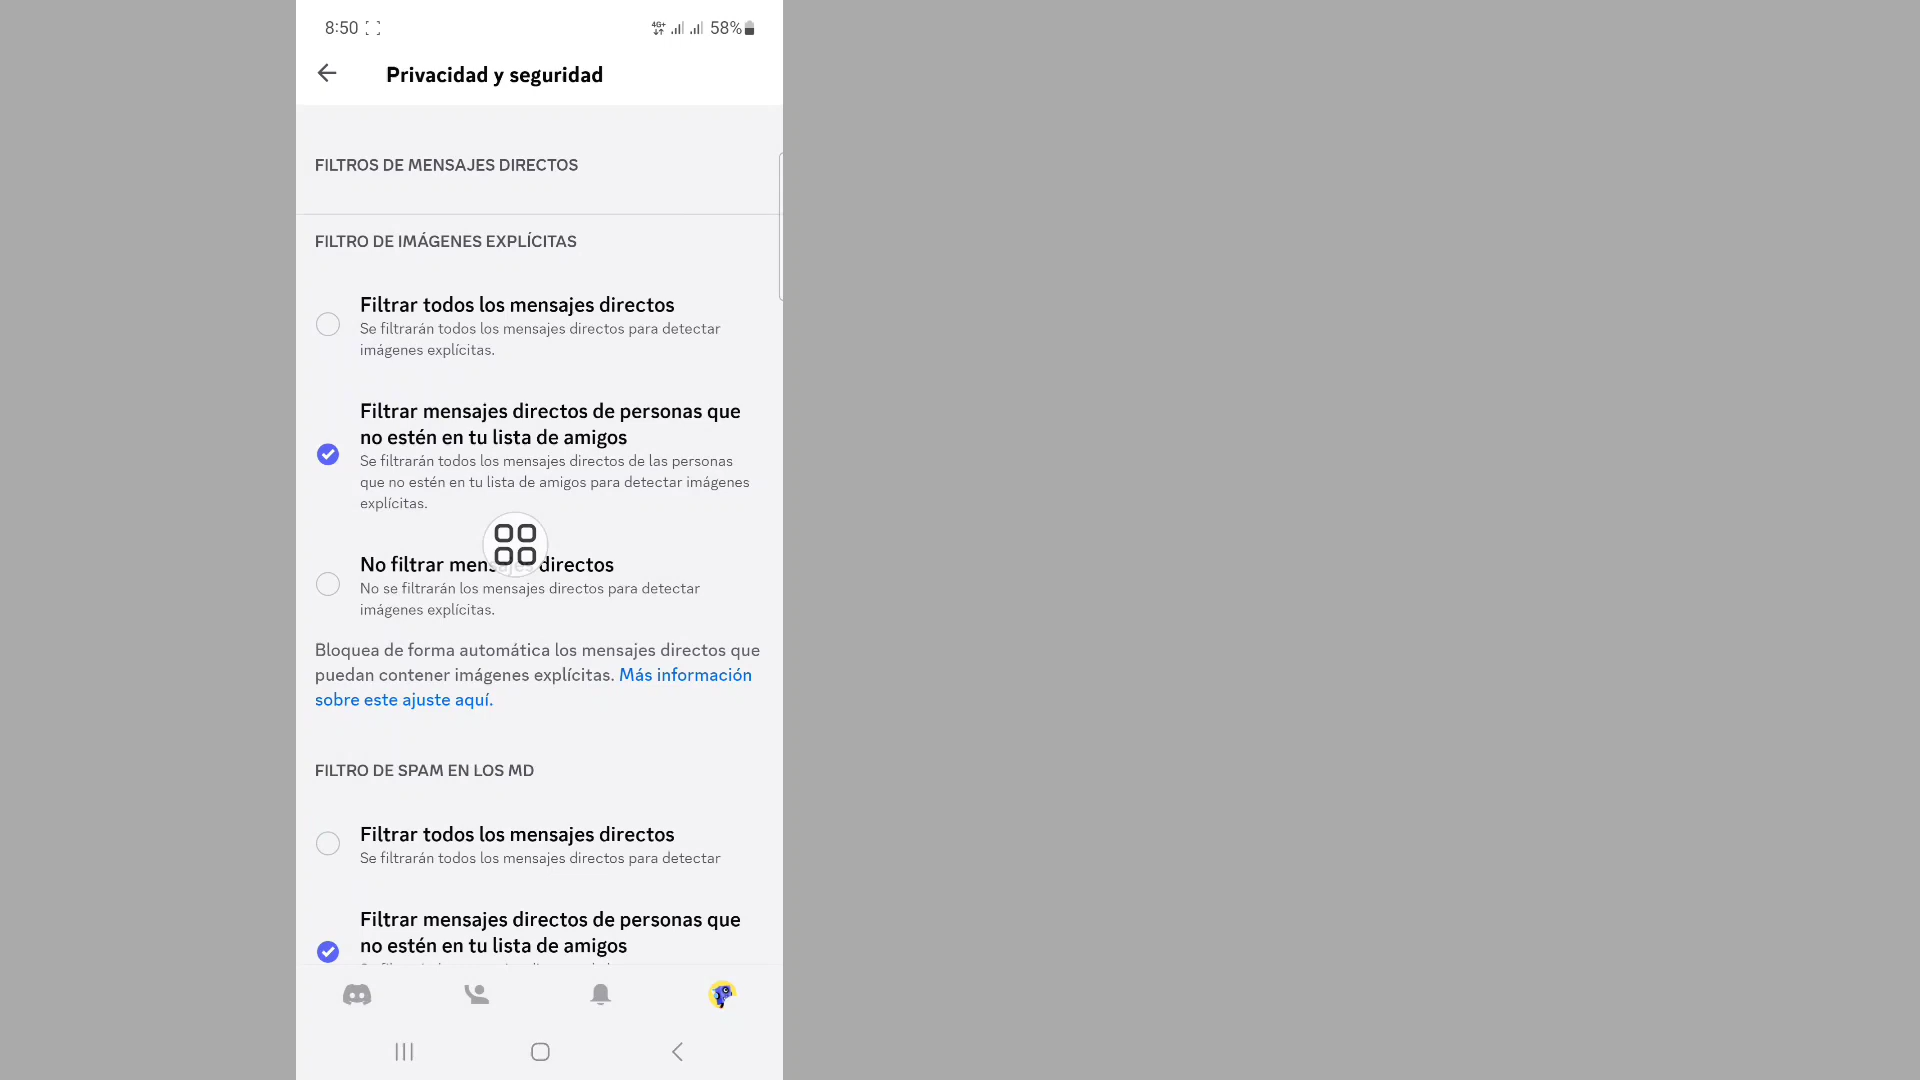 8:50
4G+
58%
Privacidad y seguridad
FILTROS DE MENSAJES DIRECTOS
FILTRO DE IMÁGENES EXPLÍCITAS
Filtrar todos los mensajes directos
Se filtrarán todos los mensajes directos para detectar
imágenes explícitas.
Filtrar mensajes directos de personas que
no estén en tu lista de amigos
Se filtrarán todos los mensajes directos de las personas
que no estén en tu lista de amigos para detectar imágenes
explícitas.
No filtrar mensajes directos
No se filtrarán los mensajes directos para detectar
imágenes explícitas.
Bloquea de forma automática los mensajes directos que
puedan contener imágenes explícitas. Más información
sobre este ajuste aquí.
FILTRO DE SPAM EN LOS MD
Filtrar todos los mensajes directos
Se filtrarán todos los mensajes directos para detectar
Filtrar mensajes directos de personas que
no estén en tu lista de amigos